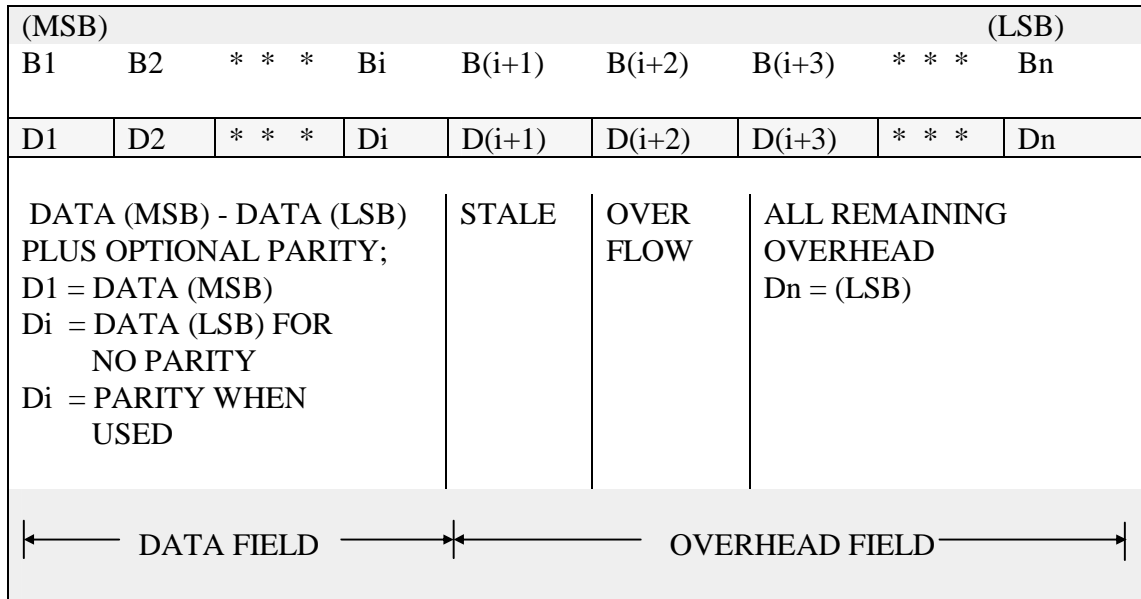 (MSB) (LSB)
B1 B2 * * * Bi B(i+1) B(i+2) B(i+3) * * * Bn
D1 D2 * * * Di D(i+1) D(i+2) D(i+3) * * * Dn
DATA (MSB) - DATA (LSB)
PLUS OPTIONAL PARITY;
D1 = DATA (MSB)
Di = DATA (LSB) FOR
NO PARITY
Di = PARITY WHEN
USED
STALE
OVER
FLOW
ALL REMAINING
OVERHEAD
Dn = (LSB)
DATA FIELD OVERHEAD FIELD